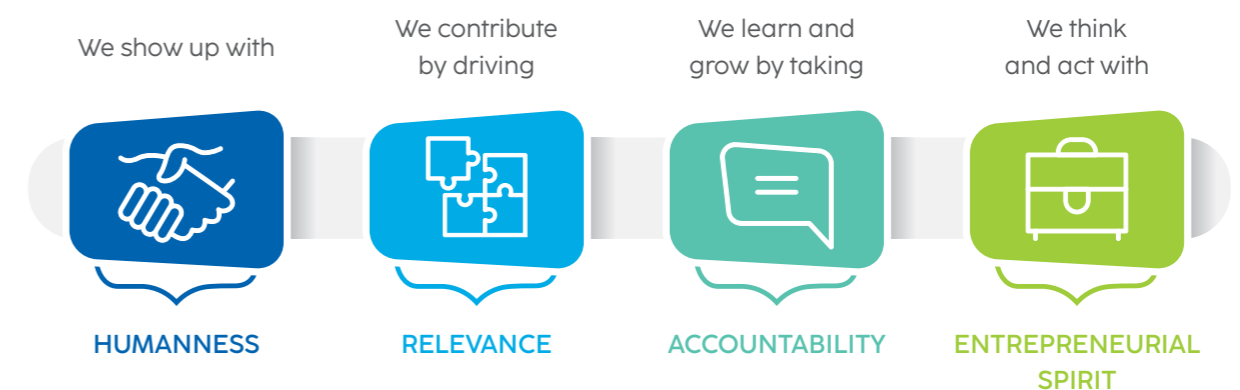 We show up with
HUMANNESS
We contribute
by driving
RELEVANCE
We learn and
grow by taking
ACCOUNTABILITY
We think
and act with
ENTREPRENEURIAL
SPIRIT